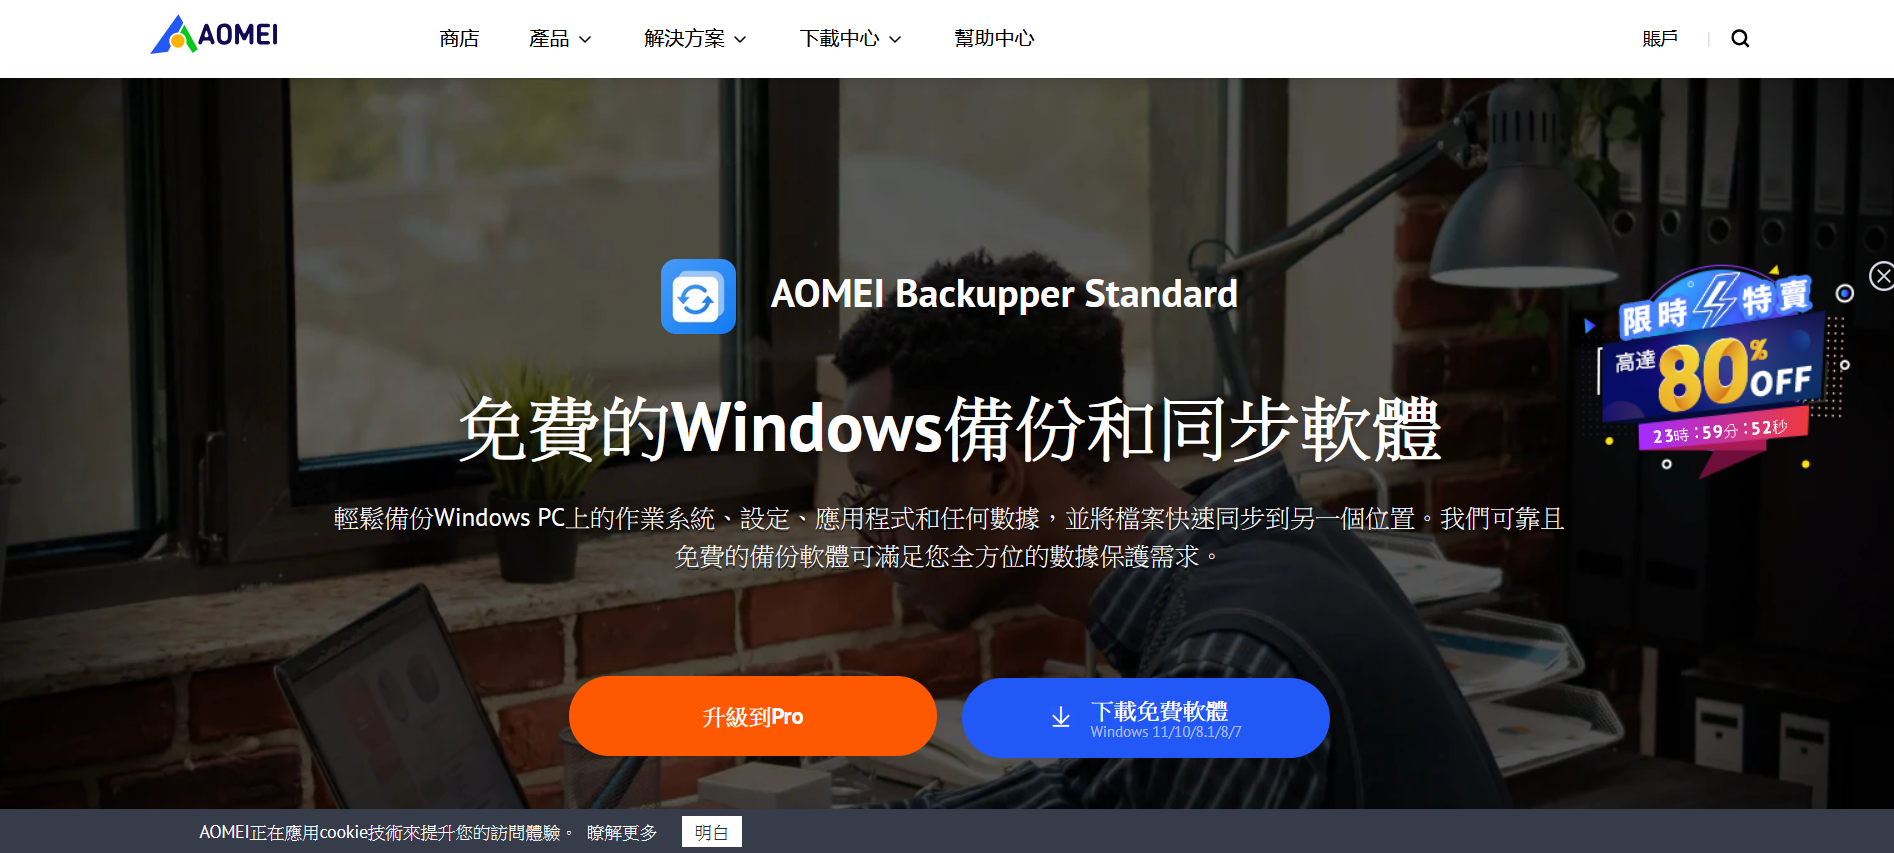 AOMEI
商店
產品
解決方案
下載中心
幫助中心
賬戶
AOMEI Backupper Standard
免費的Windows備份和同步軟體
輕鬆備份Windows PC上的作業系統、設定、應用程式和任何數據，並將檔案快速同步到另一個位置。我們可靠且
免費的備份軟體可滿足您全方位的數據保護需求。
限時特賣
高達80%OFF
23時:59分:52秒
升級到Pro
下載免費軟體
Windows 11/10/8.1/8/7
AOMEI正在應用cookie技術來提升您的訪問體驗。 瞭解更多
明白